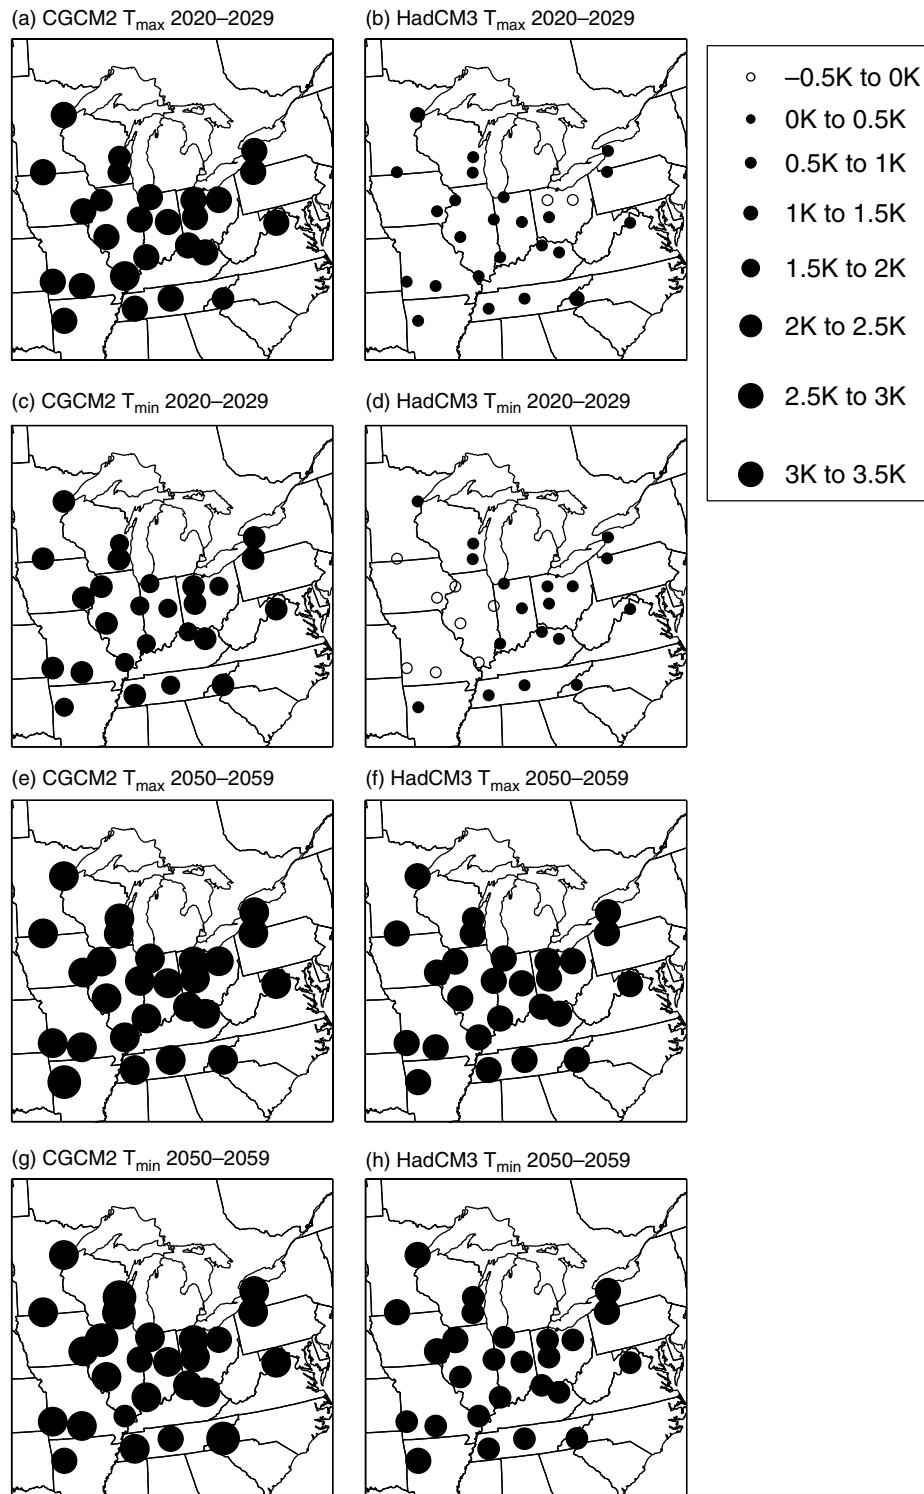 (a) CGCM2 Tmax 2020–2029
(b) HadCM3 Tmax 2020–2029
–0.5K to 0K
0K to 0.5K
0.5K to 1K
1K to 1.5K
1.5K to 2K
2K to 2.5K
2.5K to 3K
3K to 3.5K
(c) CGCM2 Tmin 2020–2029
(d) HadCM3 Tmin 2020–2029
(e) CGCM2 Tmax 2050–2059
(f) HadCM3 Tmax 2050–2059
(g) CGCM2 Tmin 2050–2059
(h) HadCM3 Tmin 2050–2059